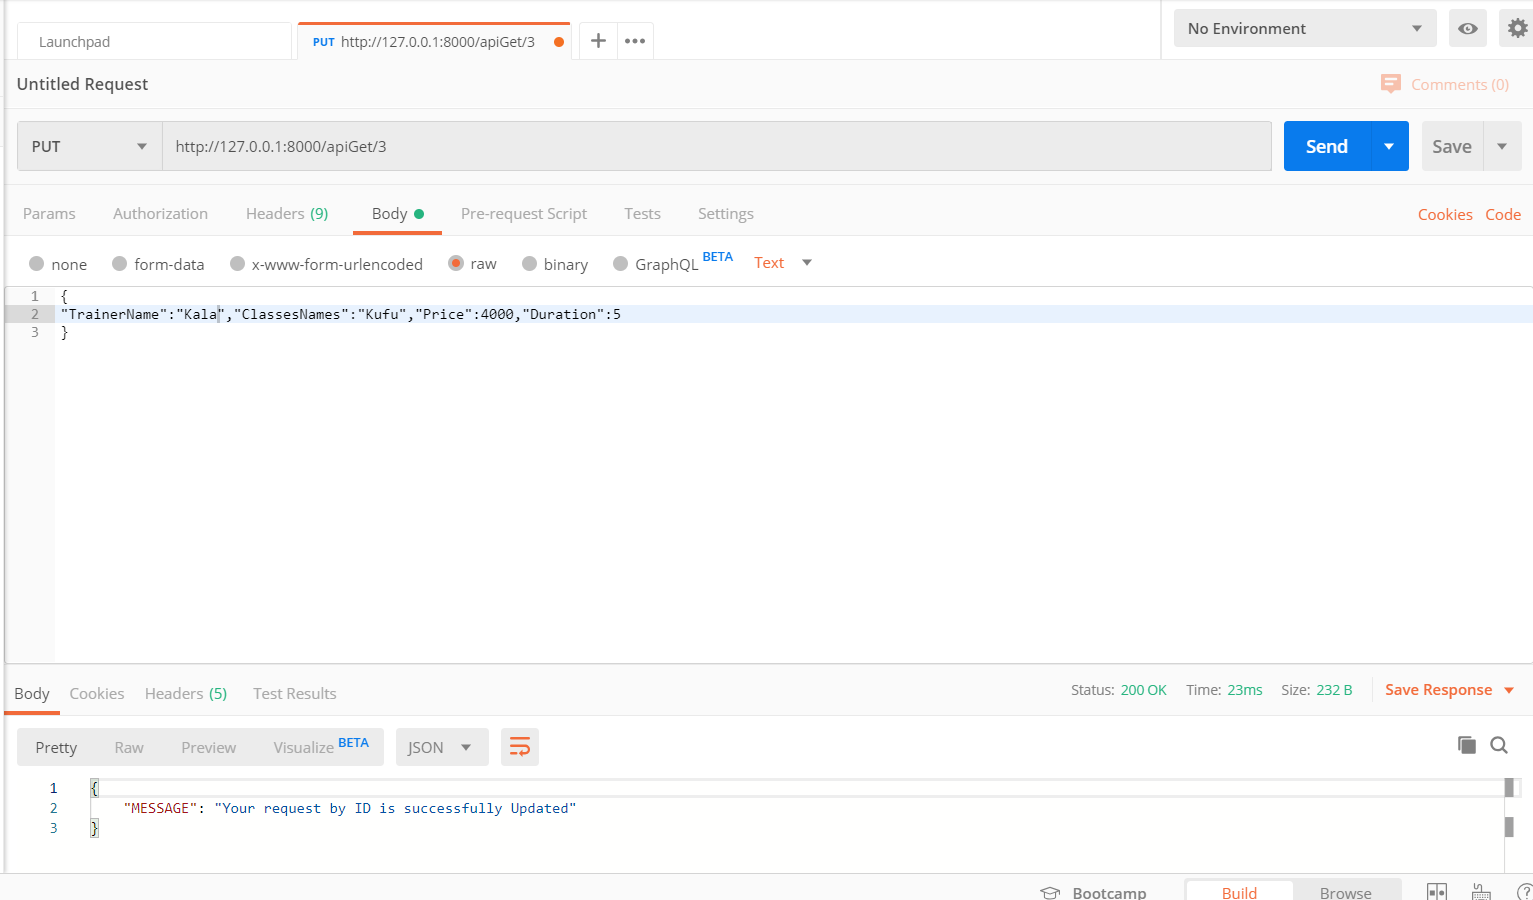 Launchpad
PUT http://127.0.0.1:8000/apiGet/3
No Environment
Untitled Request
Comments (0)
PUT
http://127.0.0.1:8000/apiGet/3
Send
Save
Params Authorization Headers (9) Body Pre-request Script Tests Settings Cookies Code
none form-data x-www-form-urlencoded raw binary GraphQL BETA Text
1 {
2 "TrainerName":"Kala","ClassesNames":"Kufu","Price":4000,"Duration":5
3 }
Body Cookies Headers (5) Test Results Status: 200 OK Time: 23ms Size: 232 B Save Response
Pretty Raw Preview Visualize BETA JSON
1 {
2 "MESSAGE": "Your request by ID is successfully Updated"
3 }
Bootcamp Build Browse